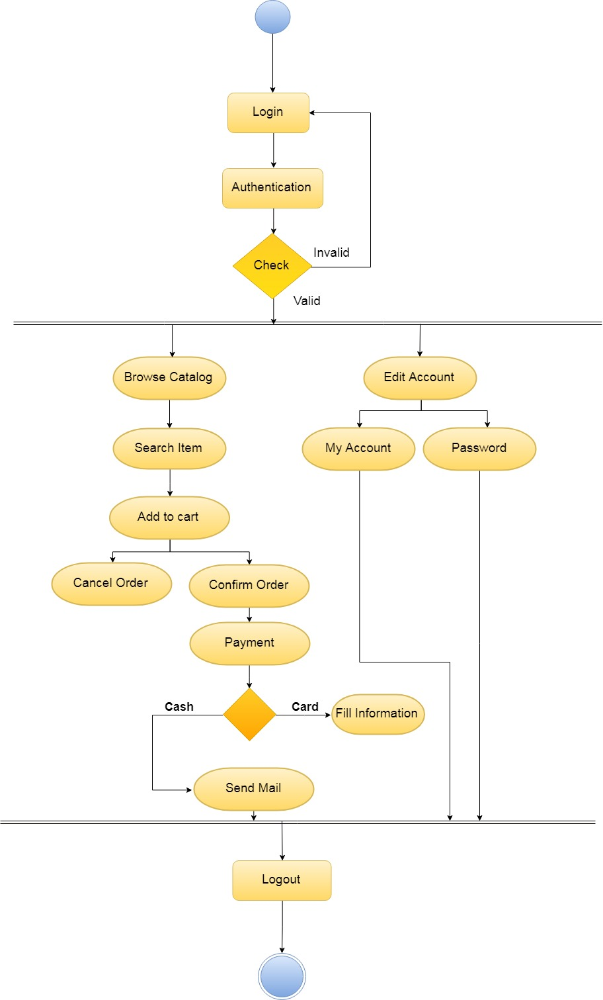 Login
Authentication
Invalid
Check
Valid
Browse Catalog
Edit Account
Search Item
My Account
Password
Add to cart
Cancel Order
Confirm Order
Payment
Cash
Card
Fill Information
Send Mail
Logout